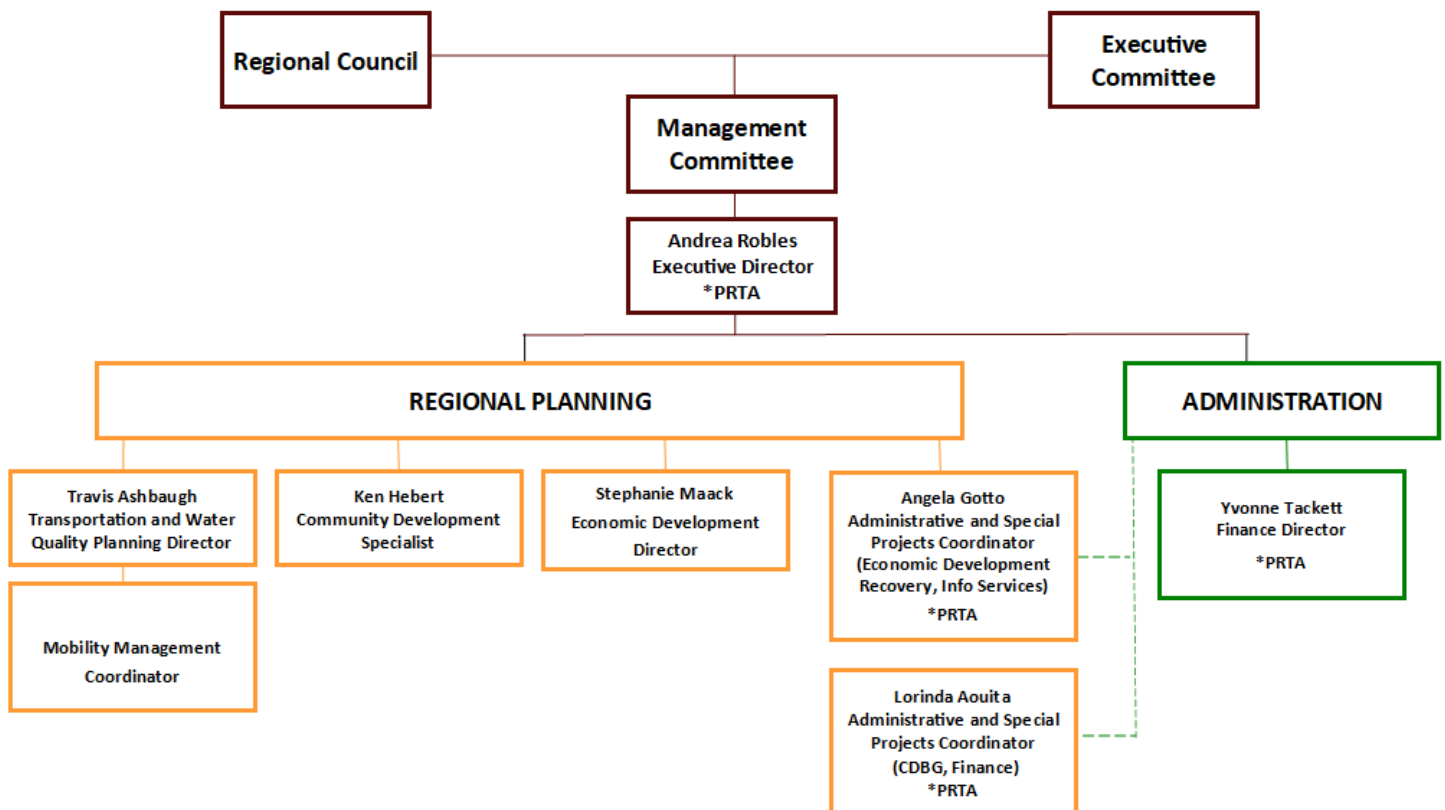 Regional Council
Executive
Committee
Management
Committee
Andrea Robles
Executive Director
*PRTA
REGIONAL PLANNING
ADMINISTRATION
Travis Ashbaugh
Transportation and Water
Quality Planning Director
Ken Hebert
Community Development
Specialist
Stephanie Maack
Economic Development
Director
Angela Gotto
Administrative and Special
Projects Coordinator
(Economic Development
Recovery, Info Services)
*PRTA
Yvonne Tackett
Finance Director
*PRTA
Mobility Management
Coordinator
Lorinda Aouita
Administrative and Special
Projects Coordinator
(CDBG, Finance)
*PRTA